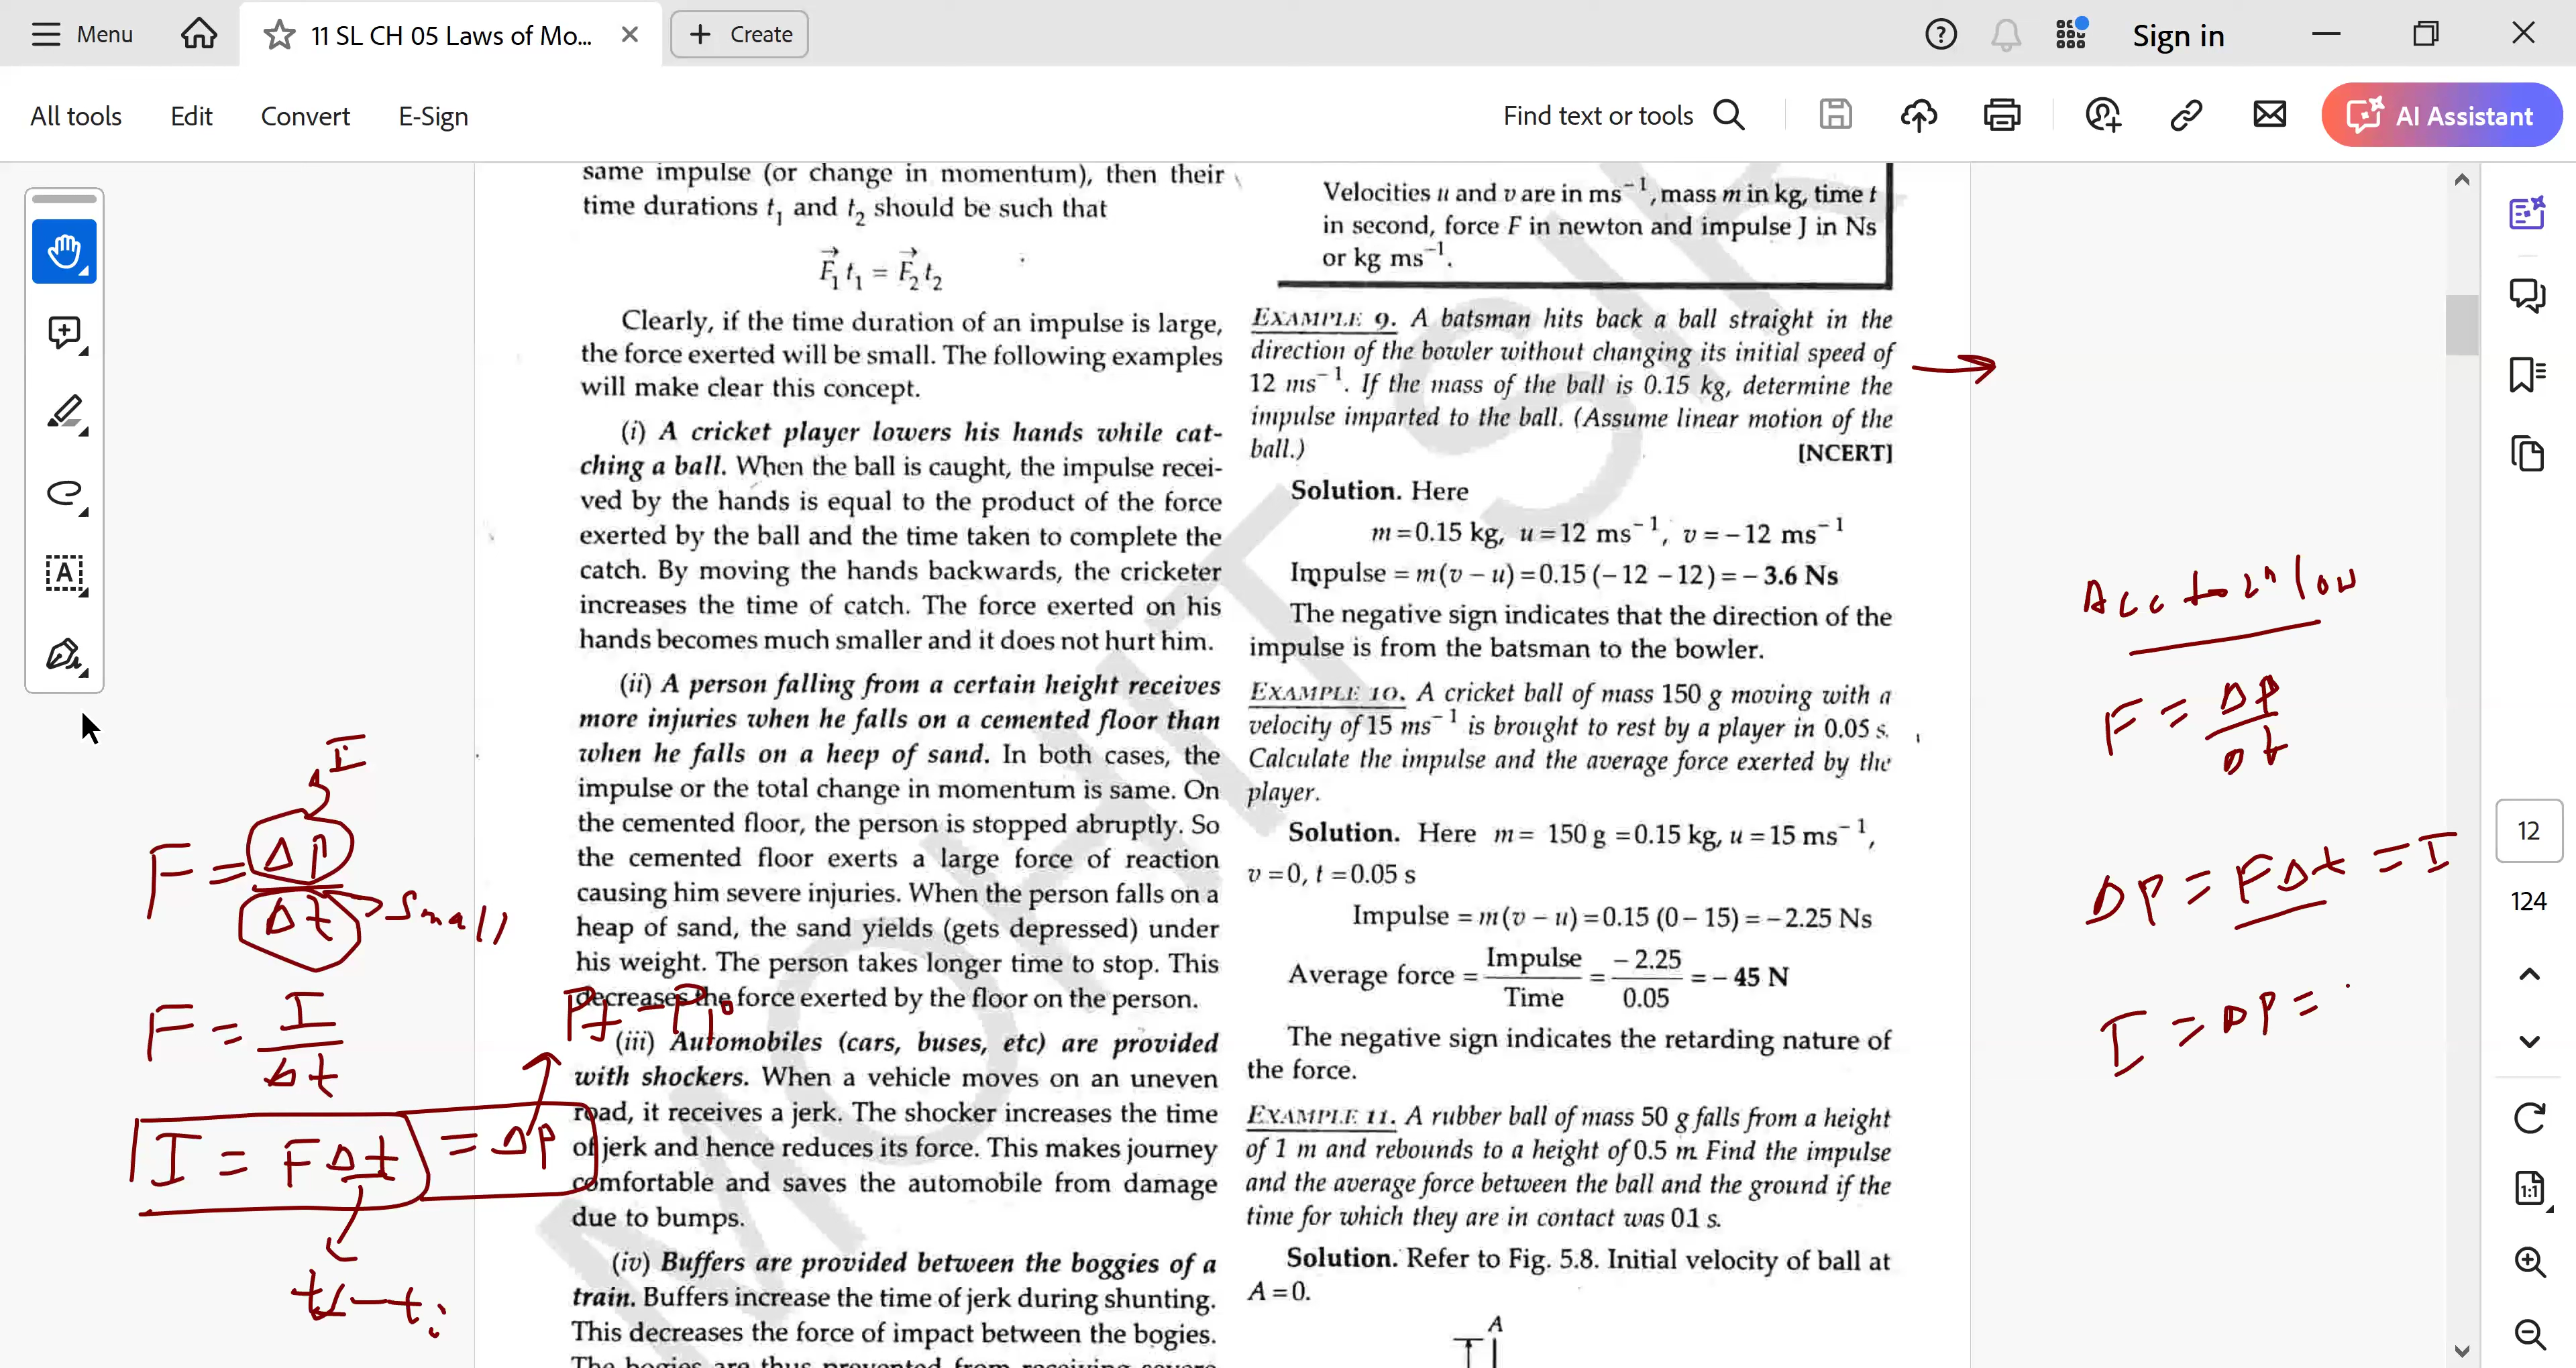 Menu
11 SL CH 05 Laws of Mo...
Create
Sign in
All tools
Edit
Convert
E-Sign
Find text or tools
AI Assistant
same impulse (or change in momentum), then their
time durations t₁ and t₂ should be such that
F⃗₁ t₁ = F⃗₂ t₂
Clearly, if the time duration of an impulse is large,
the force exerted will be small. The following examples
will make clear this concept.
(i) A cricket player lowers his hands while cat-
ching a ball. When the ball is caught, the impulse recei-
ved by the hands is equal to the product of the force
exerted by the ball and the time taken to complete the
catch. By moving the hands backwards, the cricketer
increases the time of catch. The force exerted on his
hands becomes much smaller and it does not hurt him.
(ii) A person falling from a certain height receives
more injuries when he falls on a cemented floor than
when he falls on a heep of sand. In both cases, the
impulse or the total change in momentum is same. On
the cemented floor, the person is stopped abruptly. So
the cemented floor exerts a large force of reaction
causing him severe injuries. When the person falls on a
heap of sand, the sand yields (gets depressed) under
his weight. The person takes longer time to stop. This
decreases the force exerted by the floor on the person.
(iii) Automobiles (cars, buses, etc) are provided
with shockers. When a vehicle moves on an uneven
road, it receives a jerk. The shocker increases the time
of jerk and hence reduces its force. This makes journey
comfortable and saves the automobile from damage
due to bumps.
(iv) Buffers are provided between the boggies of a
train. Buffers increase the time of jerk during shunting.
This decreases the force of impact between the bogies.
The bogies are thus prevented from receiving severe
Velocities u and v are in ms⁻¹, mass m in kg, time t
in second, force F in newton and impulse J in Ns
or kg ms⁻¹.
EXAMPLE 9. A batsman hits back a ball straight in the
direction of the bowler without changing its initial speed of
12 ms⁻¹. If the mass of the ball is 0.15 kg, determine the
impulse imparted to the ball. (Assume linear motion of the
ball.) [NCERT]
Solution. Here
m = 0.15 kg, u = 12 ms⁻¹, v = − 12 ms⁻¹
Impulse = m(v − u) = 0.15 (− 12 − 12) = − 3.6 Ns
The negative sign indicates that the direction of the
impulse is from the batsman to the bowler.
EXAMPLE 10. A cricket ball of mass 150 g moving with a
velocity of 15 ms⁻¹ is brought to rest by a player in 0.05 s.
Calculate the impulse and the average force exerted by the
player.
Solution. Here m = 150 g = 0.15 kg, u = 15 ms⁻¹,
v = 0, t = 0.05 s
Impulse = m(v − u) = 0.15 (0 − 15) = − 2.25 Ns
Average force = Impulse / Time = − 2.25 / 0.05 = − 45 N
The negative sign indicates the retarding nature of
the force.
EXAMPLE 11. A rubber ball of mass 50 g falls from a height
of 1 m and rebounds to a height of 0.5 m. Find the impulse
and the average force between the ball and the ground if the
time for which they are in contact was 0.1 s.
Solution. Refer to Fig. 5.8. Initial velocity of ball at
A = 0.
A
MOHIT SIR
I
F = Δp / Δt → Small
F = I / Δt
I = FΔt = Δp
Pf − Pi
tf − ti
Acc to 2n low
F = Δp / Δt
Δp = FΔt = I
I = Δp =
12
124
1:1